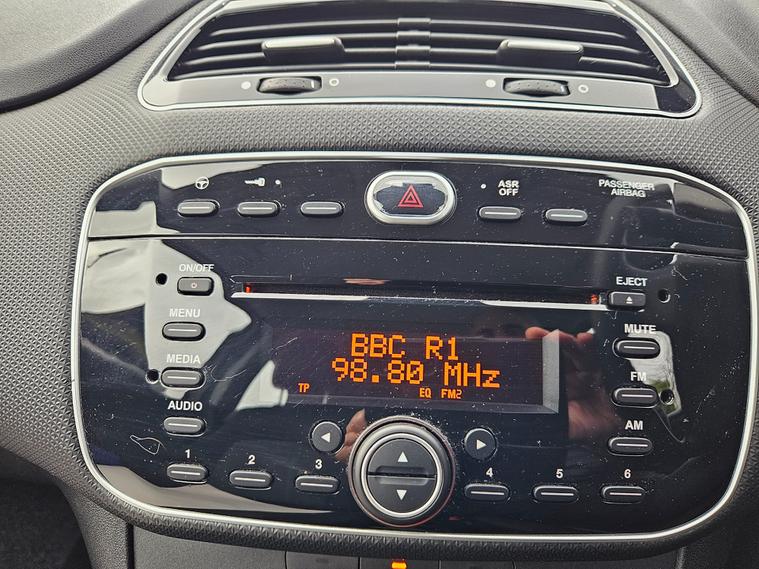 ASR
OFF
PASSENGER
AIRBAG
ON/OFF
EJECT
MENU
MUTE
BBC R1
98.80 MHz
MEDIA
FM
TP
EQ FM2
AUDIO
AM
1
2
3
4
5
6